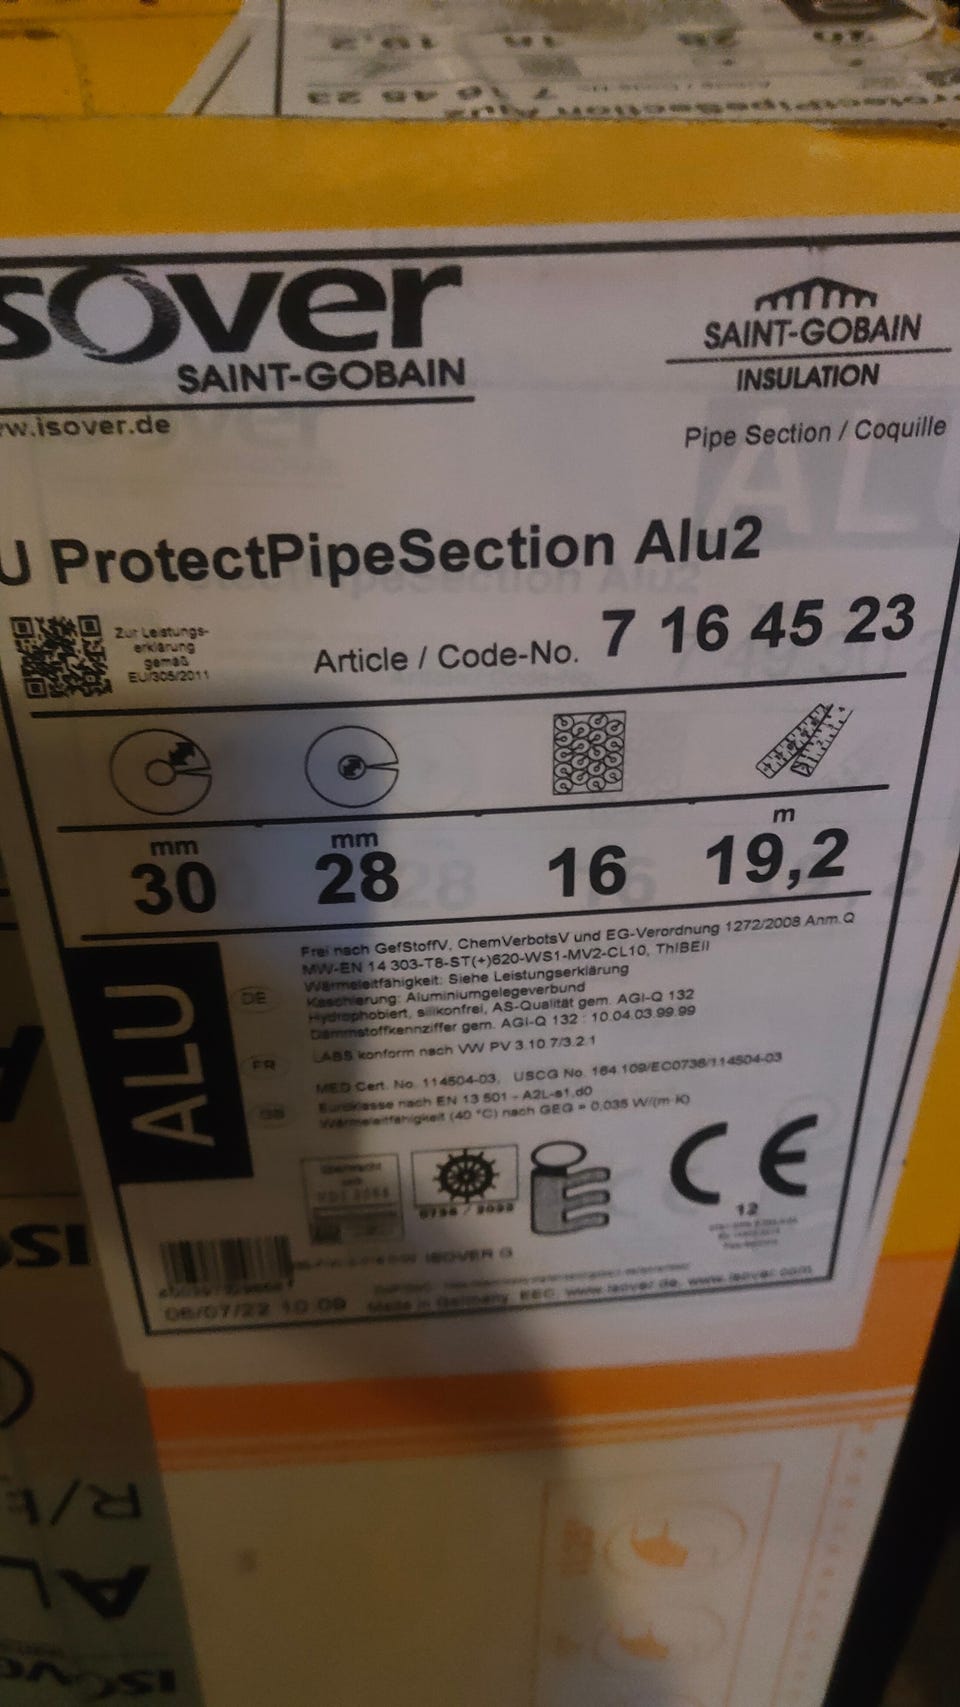 sover
SAINT-GOBAIN
w.isover.de
SAINT-GOBAIN
INSULATION
Pipe Section / Coquille
U ProtectPipeSection Alu2
Zur Leistungs-
erklärung
gemäß
EU/305/2011
Article / Code-No. 7 16 45 23
mm mm m
30 28 16 19,2
ALU
DE
FR
GB
Frei nach GefStoffV, ChemVerbotsV und EG-Verordnung 1272/2008 Anm.Q
MW-EN 14 303-T8-ST(+)620-WS1-MV2-CL10, ThIBEII
Wärmeleitfähigkeit: Siehe Leistungserklärung
Kaschierung: Aluminiumgelegeverbund
Hydrophobiert, silikonfrei, AS-Qualität gem. AGI-Q 132
Dämmstoffkennziffer gem. AGI-Q 132 : 10.04.03.99.99
LABS konform nach VW PV 3.10.7/3.2.1
MED Cert. No. 114504-03, USCG No. 164.109/EC0736/114504-03
Euroklasse nach EN 13 501 - A2L-s1,d0
Wärmeleitfähigkeit (40 °C) nach GEG = 0,035 W/(m·K)
VDI 2055
0736 / 2022
CE
12
ISOVER G
06/07/22 10:09 Made in Germany, EEC, www.isover.de, www.isover.com